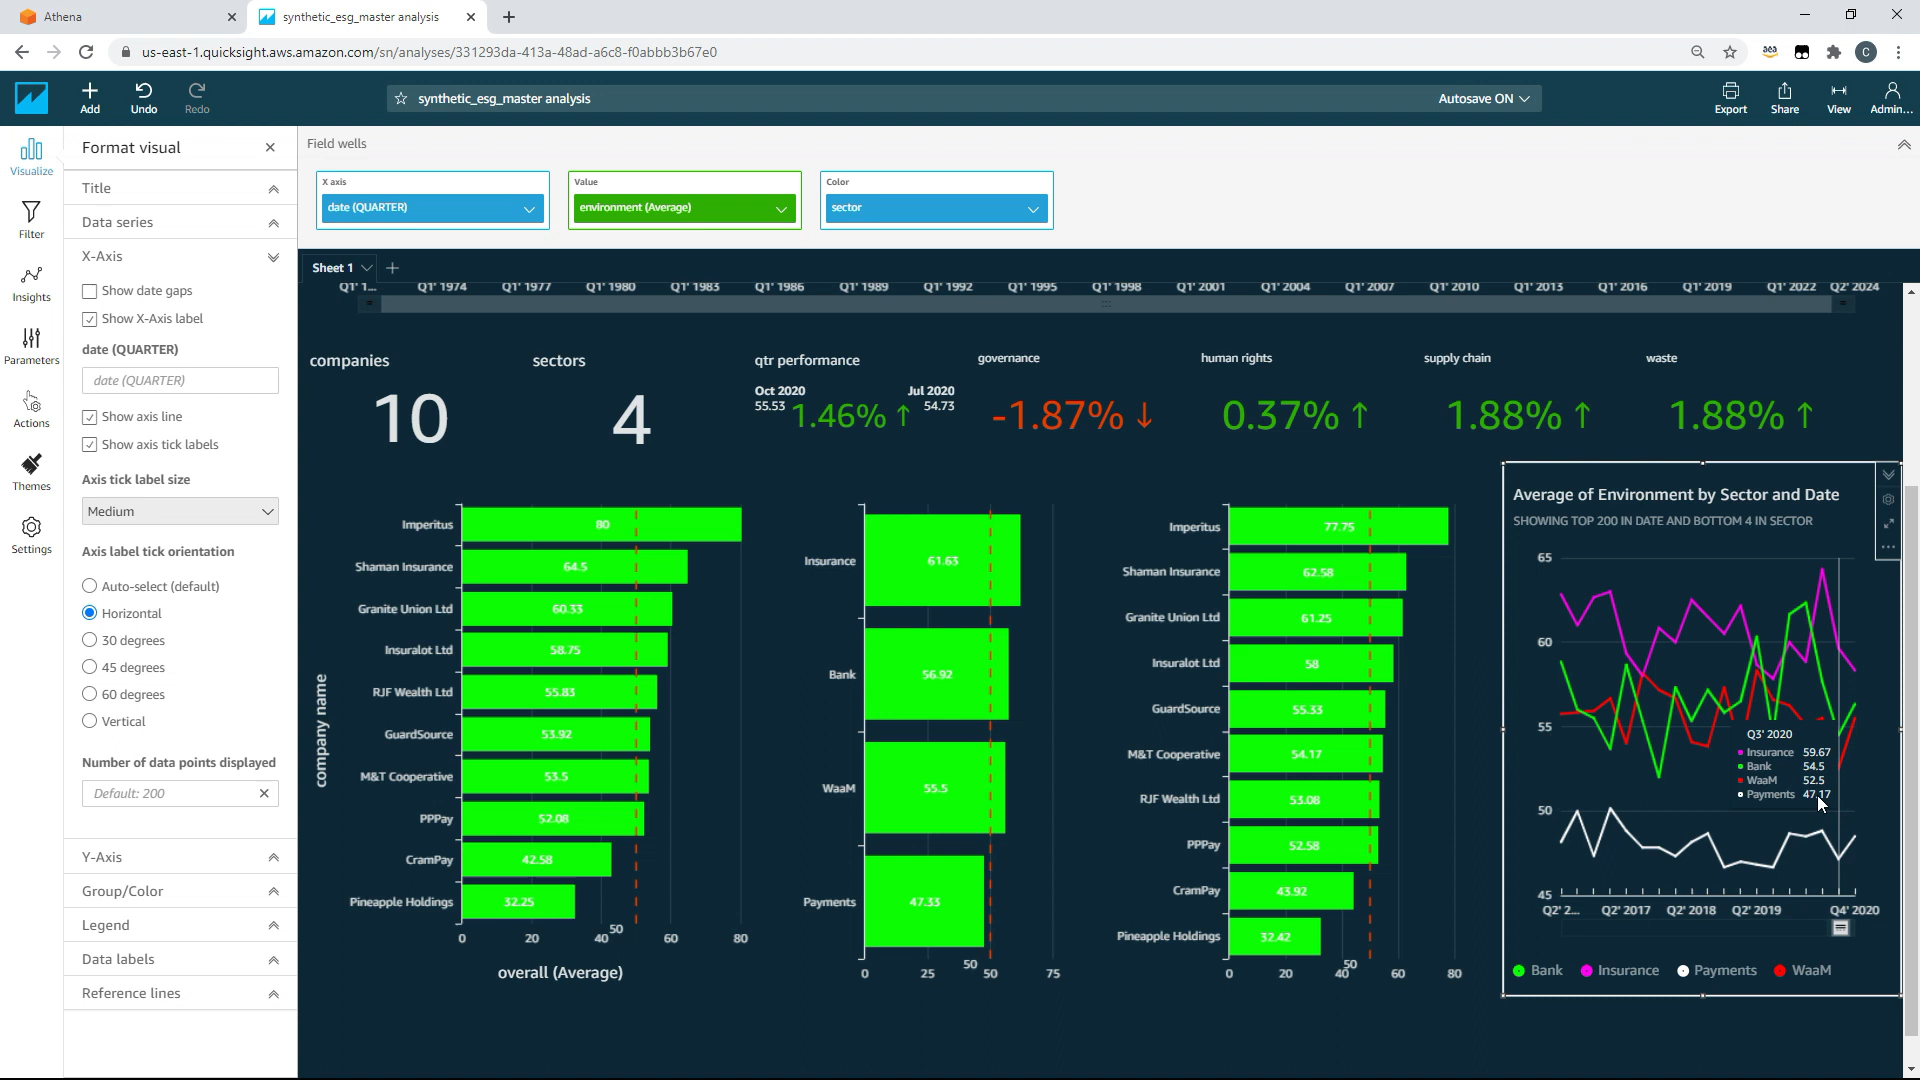 Athena
synthetic_esg_master analysis
us-east-1.quicksight.aws.amazon.com/sn/analyses/331293da-413a-48ad-a6c8-f0abbb3b67e0
C
Add
Undo
Redo
synthetic_esg_master analysis
Autosave ON
Export
Share
View
Admin...
Visualize
Filter
Insights
Parameters
Actions
Themes
Settings
Format visual
Title
Data series
X-Axis
Show date gaps
Show X-Axis label
date (QUARTER)
date (QUARTER)
Show axis line
Show axis tick labels
Axis tick label size
Medium
Axis label tick orientation
Auto-select (default)
Horizontal
30 degrees
45 degrees
60 degrees
Vertical
Number of data points displayed
Default: 200
Y-Axis
Group/Color
Legend
Data labels
Reference lines
Field wells
X axis
date (QUARTER)
Value
environment (Average)
Color
sector
Sheet 1
Q1' 1... Q1' 1974 Q1' 1977 Q1' 1980 Q1' 1983 Q1' 1986 Q1' 1989 Q1' 1992 Q1' 1995 Q1' 1998 Q1' 2001 Q1' 2004 Q1' 2007 Q1' 2010 Q1' 2013 Q1' 2016 Q1' 2019 Q1' 2022 Q2' 2024
companies
10
sectors
4
qtr performance
Oct 2020
55.53
1.46%
Jul 2020
54.73
governance
-1.87%
human rights
0.37%
supply chain
1.88%
waste
1.88%
company name
Imperitus 80
Shaman Insurance 64.5
Granite Union Ltd 60.33
Insuralot Ltd 58.75
RJF Wealth Ltd 55.83
GuardSource 53.92
M&T Cooperative 53.5
PPPay 52.08
CramPay 42.58
Pineapple Holdings 32.25
50
0 20 40 60 80
overall (Average)
Insurance 61.63
Bank 56.92
WaaM 55.5
Payments 47.33
50
0 25 50 75
Imperitus 77.75
Shaman Insurance 62.58
Granite Union Ltd 61.25
Insuralot Ltd 58
GuardSource 55.33
M&T Cooperative 54.17
RJF Wealth Ltd 53.08
PPPay 52.58
CramPay 43.92
Pineapple Holdings 32.42
50
0 20 40 60 80
Average of Environment by Sector and Date
SHOWING TOP 200 IN DATE AND BOTTOM 4 IN SECTOR
65
60
55
50
45
Q3' 2020
Insurance 59.67
Bank 54.5
WaaM 52.5
Payments 47.17
Q2' 2... Q2' 2017 Q2' 2018 Q2' 2019 Q4' 2020
Bank Insurance Payments WaaM